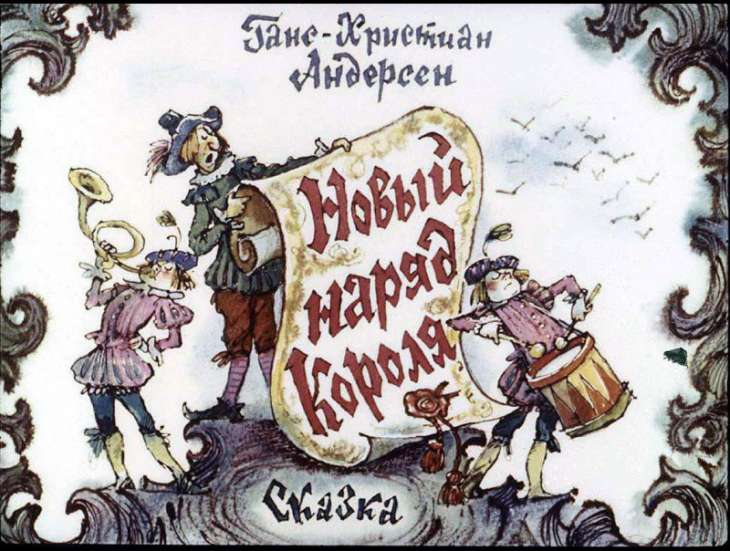 Ганс-Христиан
Андерсен
Новый
наряд
Короля
Сказка